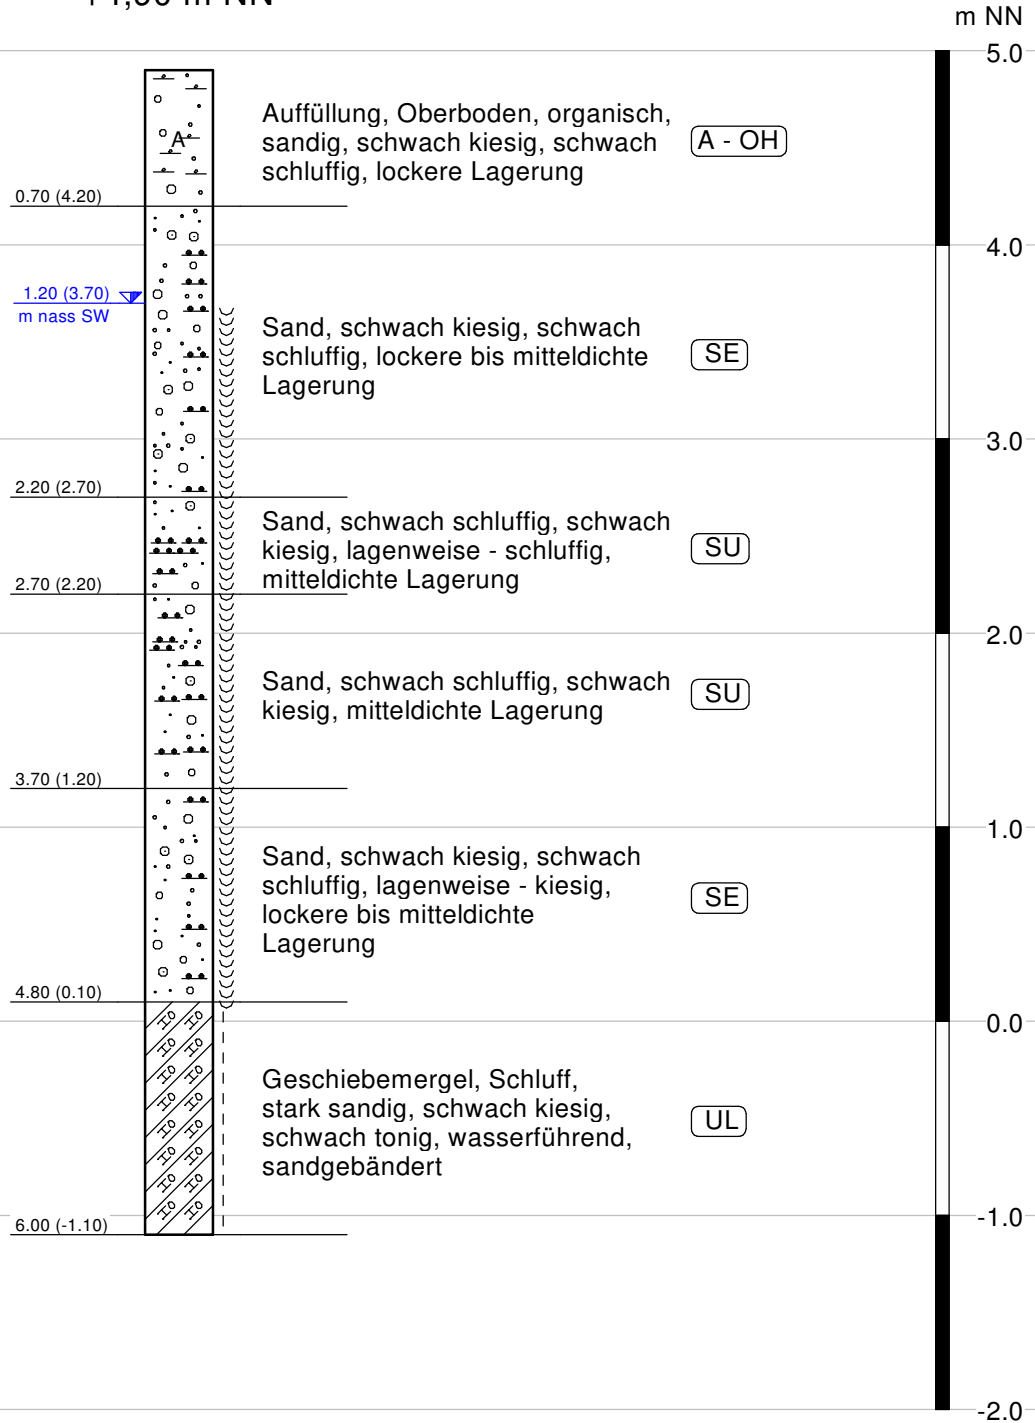 +4,90 m NN
m NN
5.0
Auffüllung, Oberboden, organisch,
sandig, schwach kiesig, schwach
schluffig, lockere Lagerung
A - OH
A
0.70 (4.20)
4.0
1.20 (3.70)
m nass SW
Sand, schwach kiesig, schwach
schluffig, lockere bis mitteldichte
Lagerung
SE
3.0
2.20 (2.70)
Sand, schwach schluffig, schwach
kiesig, lagenweise - schluffig,
mitteldichte Lagerung
SU
2.70 (2.20)
2.0
Sand, schwach schluffig, schwach
kiesig, mitteldichte Lagerung
SU
3.70 (1.20)
1.0
Sand, schwach kiesig, schwach
schluffig, lagenweise - kiesig,
lockere bis mitteldichte
Lagerung
SE
4.80 (0.10)
0.0
Geschiebemergel, Schluff,
stark sandig, schwach kiesig,
schwach tonig, wasserführend,
sandgebändert
UL
-1.0
6.00 (-1.10)
-2.0